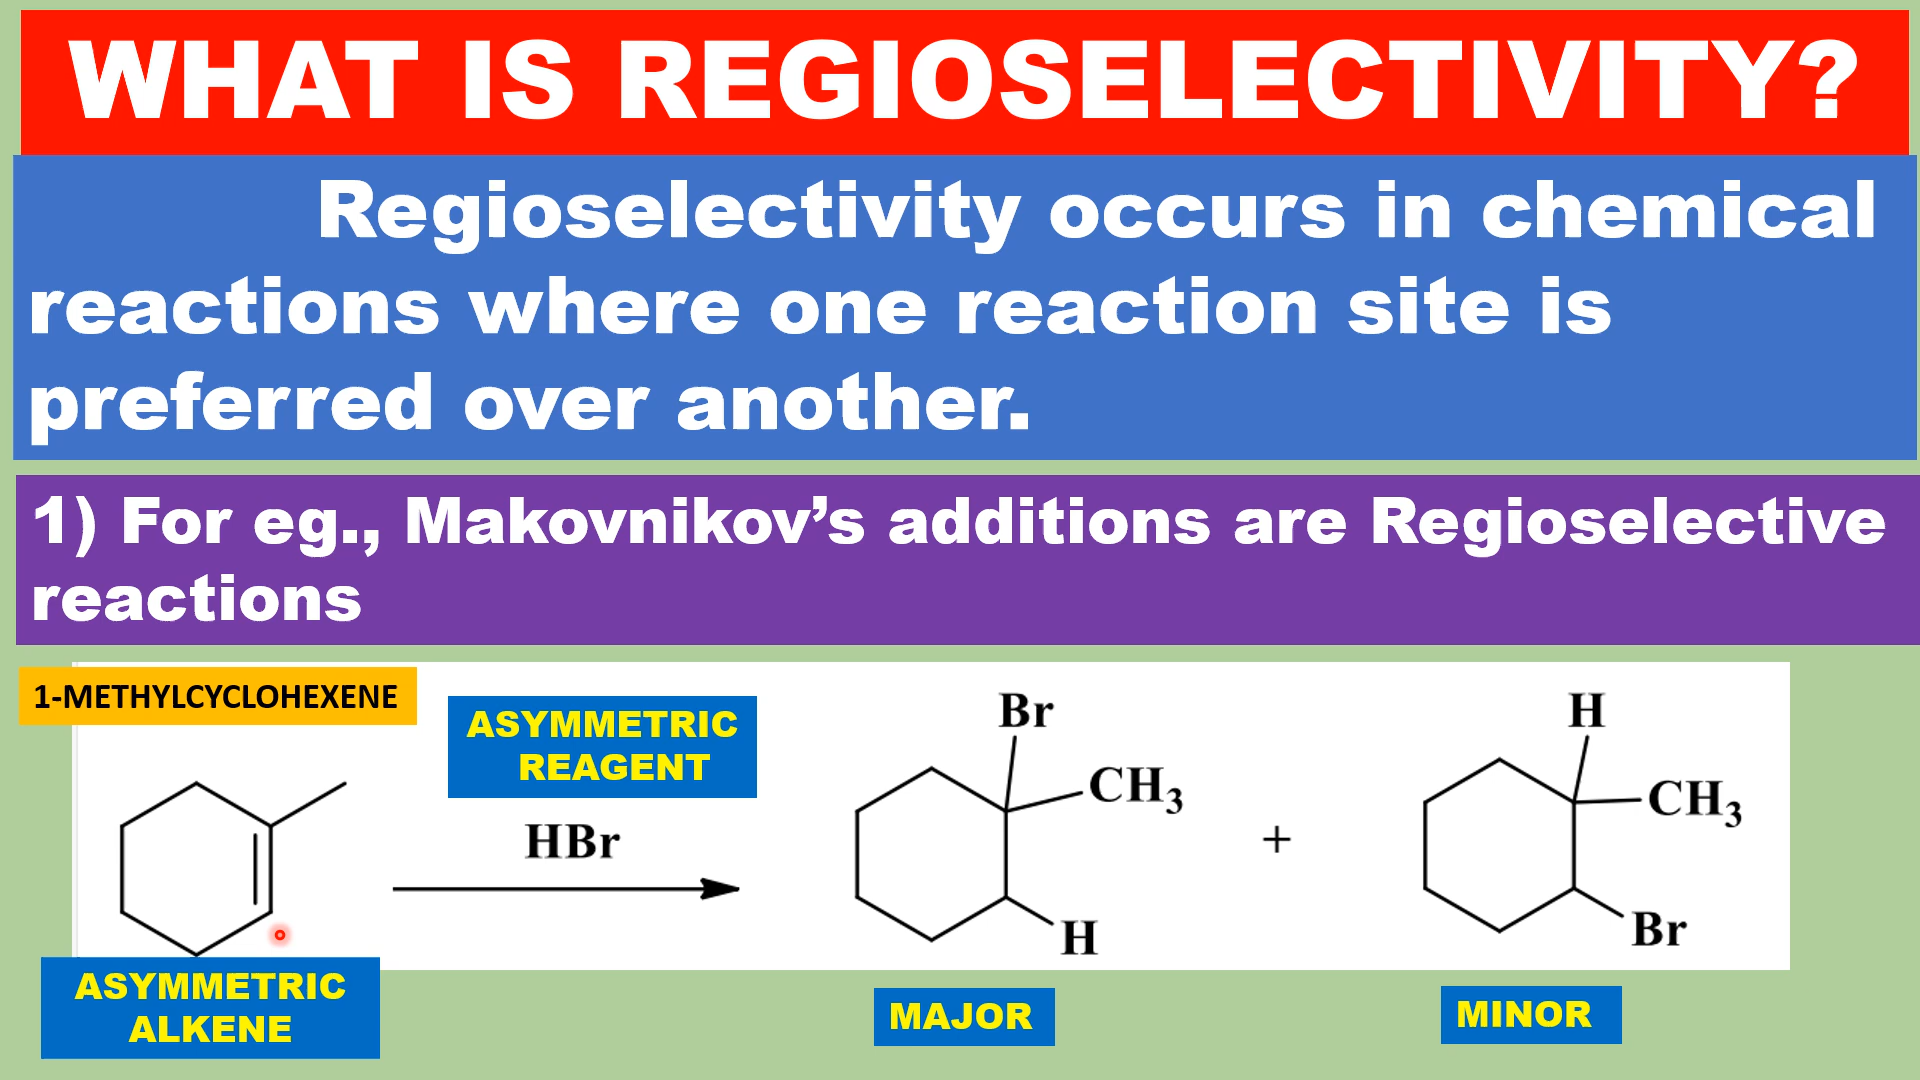 WHAT IS REGIOSELECTIVITY?
Regioselectivity occurs in chemical
reactions where one reaction site is
preferred over another.
1) For eg., Makovnikov’s additions are Regioselective
reactions
1-METHYLCYCLOHEXENE
ASYMMETRIC
REAGENT
HBr
Br
CH3
H
+
H
CH3
Br
ASYMMETRIC
ALKENE
MAJOR
MINOR